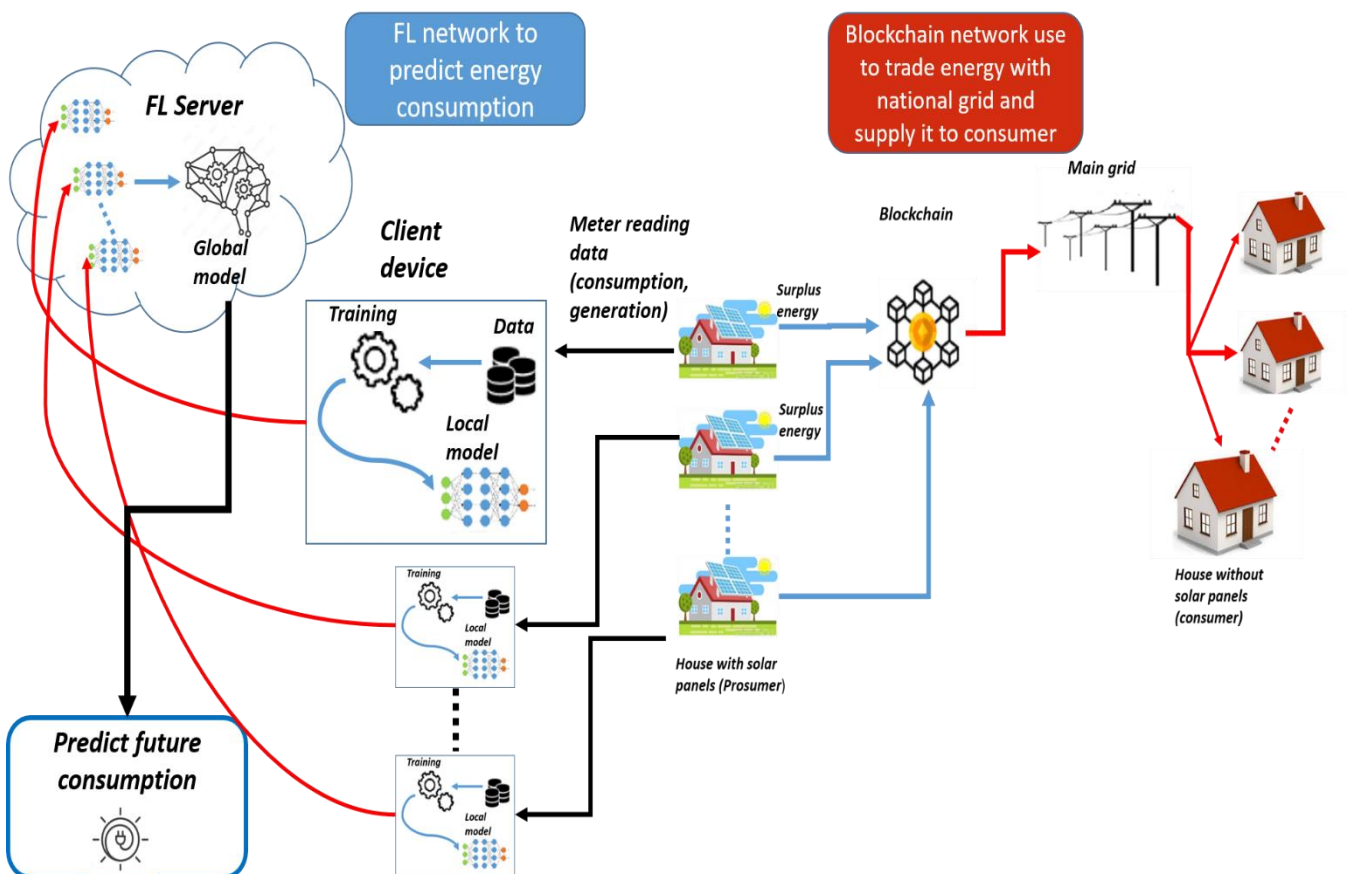 FL network to
predict energy
consumption
Blockchain network use
to trade energy with
national grid and
supply it to consumer
FL Server
Global
model
Client
device
Training
Data
Local
model
Meter reading
data
(consumption,
generation)
Surplus
energy
Surplus
energy
Blockchain
Main grid
House without
solar panels
(consumer)
House with solar
panels (Prosumer)
Training
Local
model
Training
Local
model
Predict future
consumption